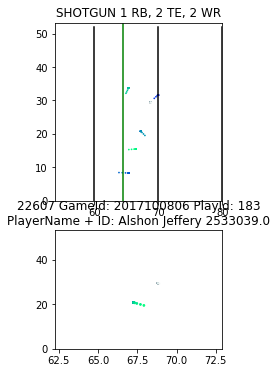 SHOTGUN 1 RB, 2 TE, 2 WR
50
40
30
20
10
0
60 70 80
2260 / GameId: 2017100806 PlayId: 183
PlayerName + ID: Alshon Jeffery 2533039.0
40
20
0
62.5 65.0 67.5 70.0 72.5